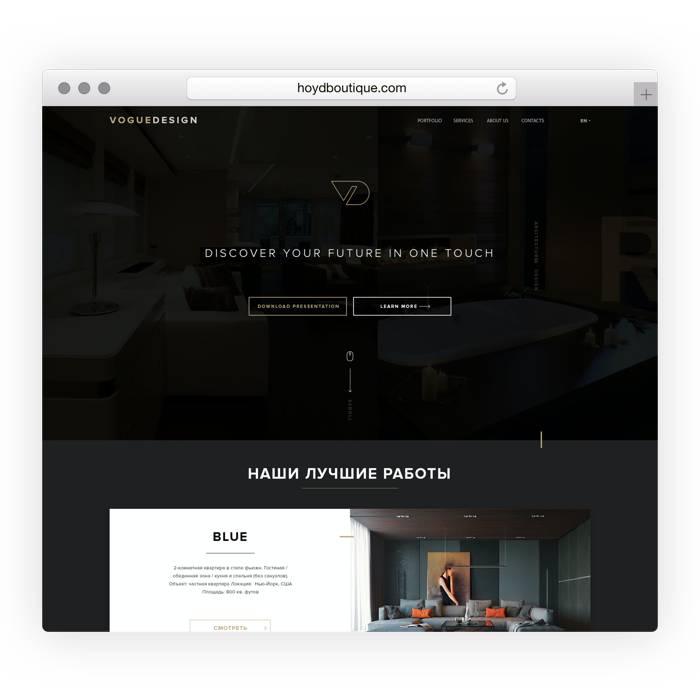 hoydboutique.com
VOGUEDESIGN
PORTFOLIO SERVICES ABOUT US CONTACTS EN
DISCOVER YOUR FUTURE IN ONE TOUCH
DOWNLOAD PRESEENTATION
LEARN MORE
SCROLL
НАШИ ЛУЧШИЕ РАБОТЫ
BLUE
2-комнатная квартира в стиле фьюжн. Гостиная /
обеденная зона / кухня и спальня (без санузлов).
Объект: частная квартира Локация: Нью-Йорк, США
Площадь: 800 кв. футов
СМОТРЕТЬ